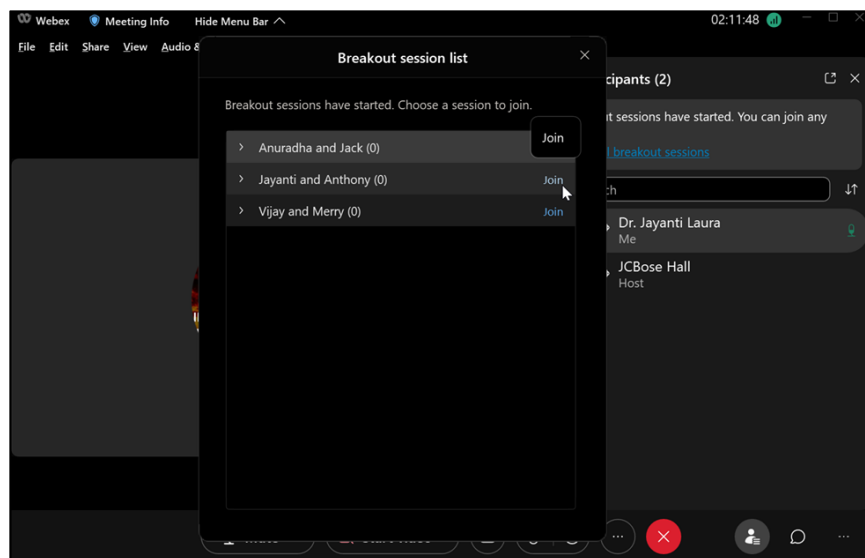 Webex Meeting Info Hide Menu Bar 02:11:48
File Edit Share View Audio &
Breakout session list
Breakout sessions have started. Choose a session to join.
Join
Anuradha and Jack (0)
Jayanti and Anthony (0) Join
Vijay and Merry (0) Join
cipants (2)
ut sessions have started. You can join any
l breakout sessions
ch
Dr. Jayanti Laura
Me
JCBose Hall
Host